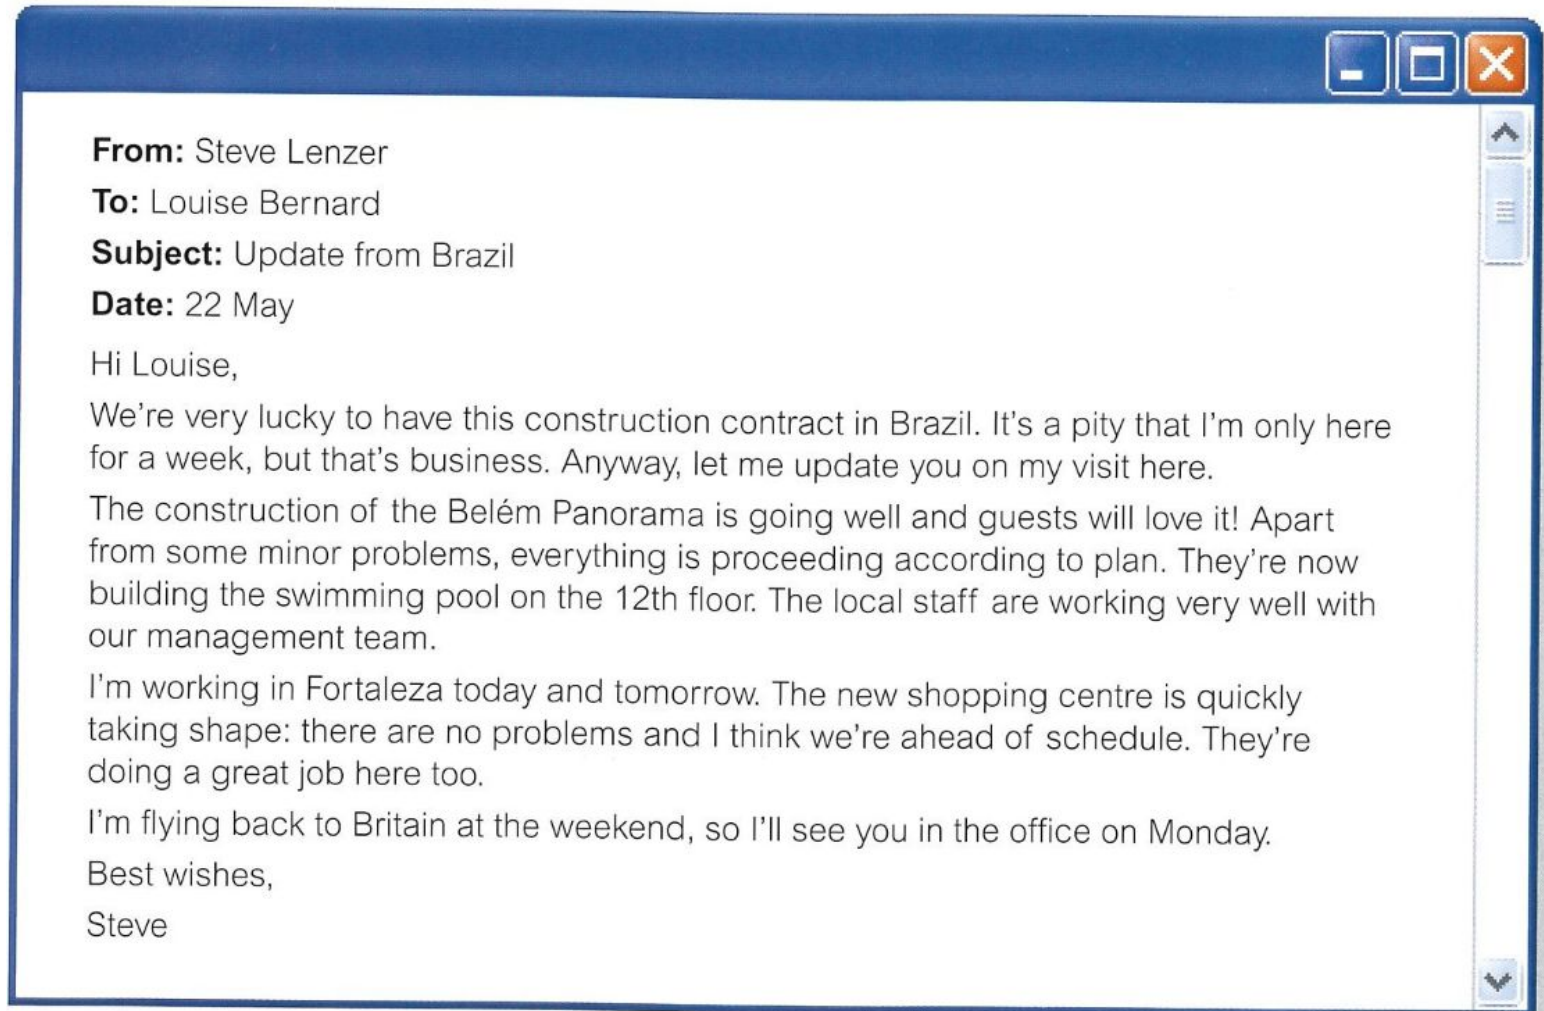 From: Steve Lenzer
To: Louise Bernard
Subject: Update from Brazil
Date: 22 May
Hi Louise,
We're very lucky to have this construction contract in Brazil. It's a pity that I'm only here
for a week, but that's business. Anyway, let me update you on my visit here.
The construction of the Belém Panorama is going well and guests will love it! Apart
from some minor problems, everything is proceeding according to plan. They're now
building the swimming pool on the 12th floor. The local staff are working very well with
our management team.
I'm working in Fortaleza today and tomorrow. The new shopping centre is quickly
taking shape: there are no problems and I think we're ahead of schedule. They're
doing a great job here too.
I'm flying back to Britain at the weekend, so I'll see you in the office on Monday.
Best wishes,
Steve